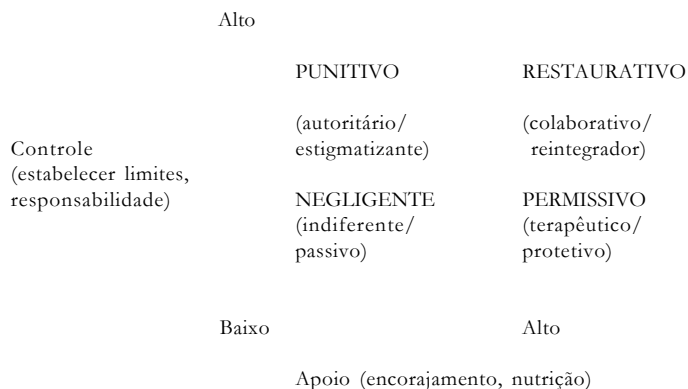 Alto
PUNITIVO RESTAURATIVO
(autoritário/ (colaborativo/
Controle estigmatizante) reintegrador)
(estabelecer limites,
responsabilidade) NEGLIGENTE PERMISSIVO
(indiferente/ (terapêutico/
passivo) protetivo)
Baixo Alto
Apoio (encorajamento, nutrição)